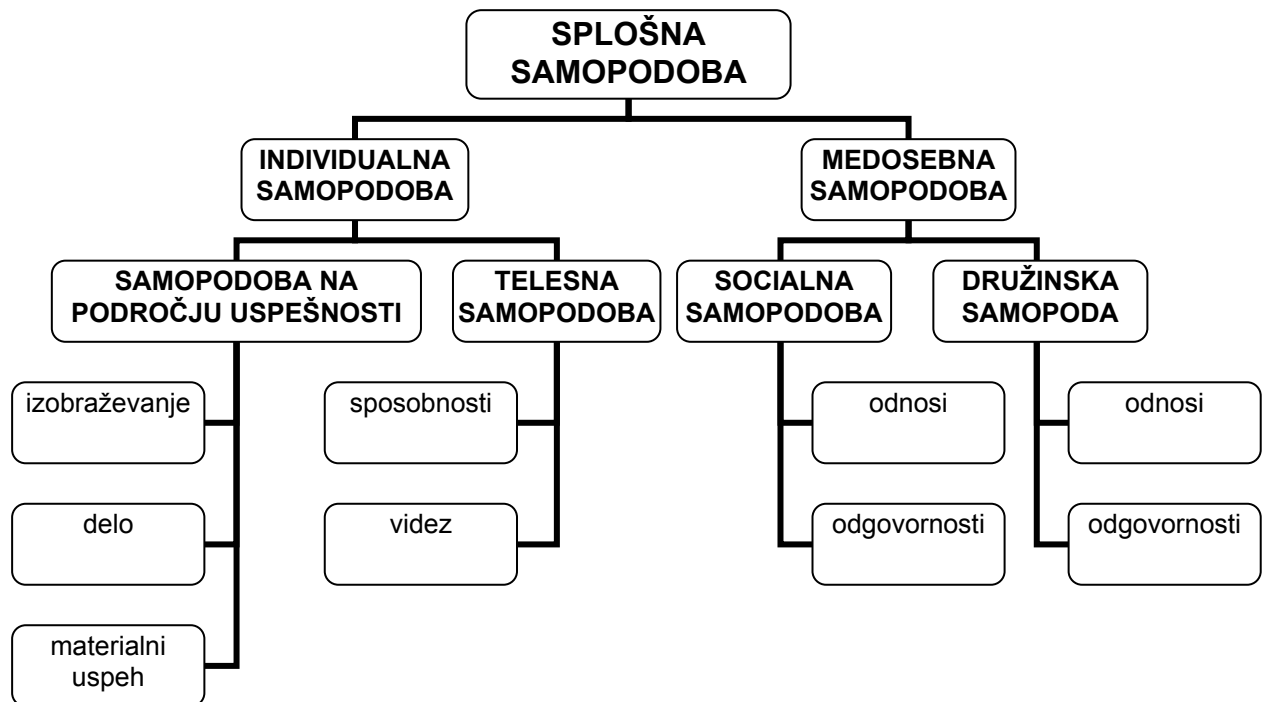 SPLOŠNA
SAMOPODOBA
INDIVIDUALNA
SAMOPODOBA
MEDOSEBNA
SAMOPODOBA
SAMOPODOBA NA
PODROČJU USPEŠNOSTI
TELESNA
SAMOPODOBA
SOCIALNA
SAMOPODOBA
DRUŽINSKA
SAMOPODA
izobraževanje
sposobnosti
odnosi
odnosi
delo
videz
odgovornosti
odgovornosti
materialni
uspeh